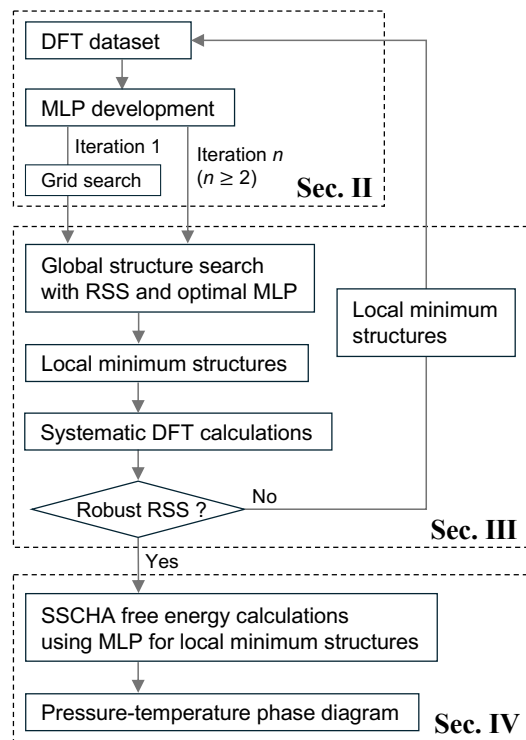 DFT dataset
MLP development
Iteration 1
Iteration n
(n ≥ 2)
Grid search
Sec. II
Global structure search
with RSS and optimal MLP
Local minimum
structures
Local minimum structures
Systematic DFT calculations
Robust RSS ?
No
Sec. III
Yes
SSCHA free energy calculations
using MLP for local minimum structures
Pressure-temperature phase diagram
Sec. IV